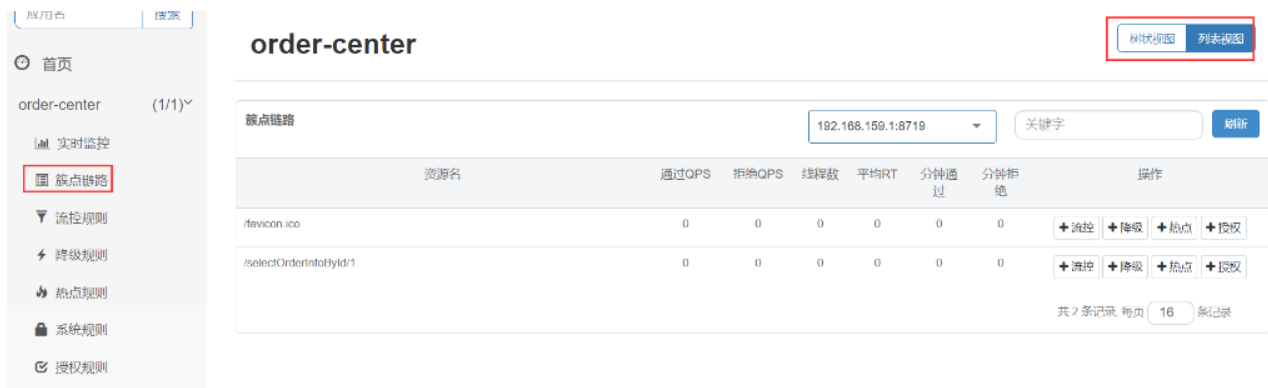 应用名 搜索
order-center
树状视图 列表视图
首页
order-center (1/1)
实时监控
簇点链路
流控规则
降级规则
热点规则
系统规则
授权规则
簇点链路 192.168.159.1:8719 关键字 刷新
资源名 通过QPS 拒绝QPS 线程数 平均RT 分钟通过 分钟拒绝 操作
/favicon.ico 0 0 0 0 0 0 流控 降级 热点 授权
/selectOrderInfoById/1 0 0 0 0 0 0 流控 降级 热点 授权
共 2 条记录, 每页 16 条记录